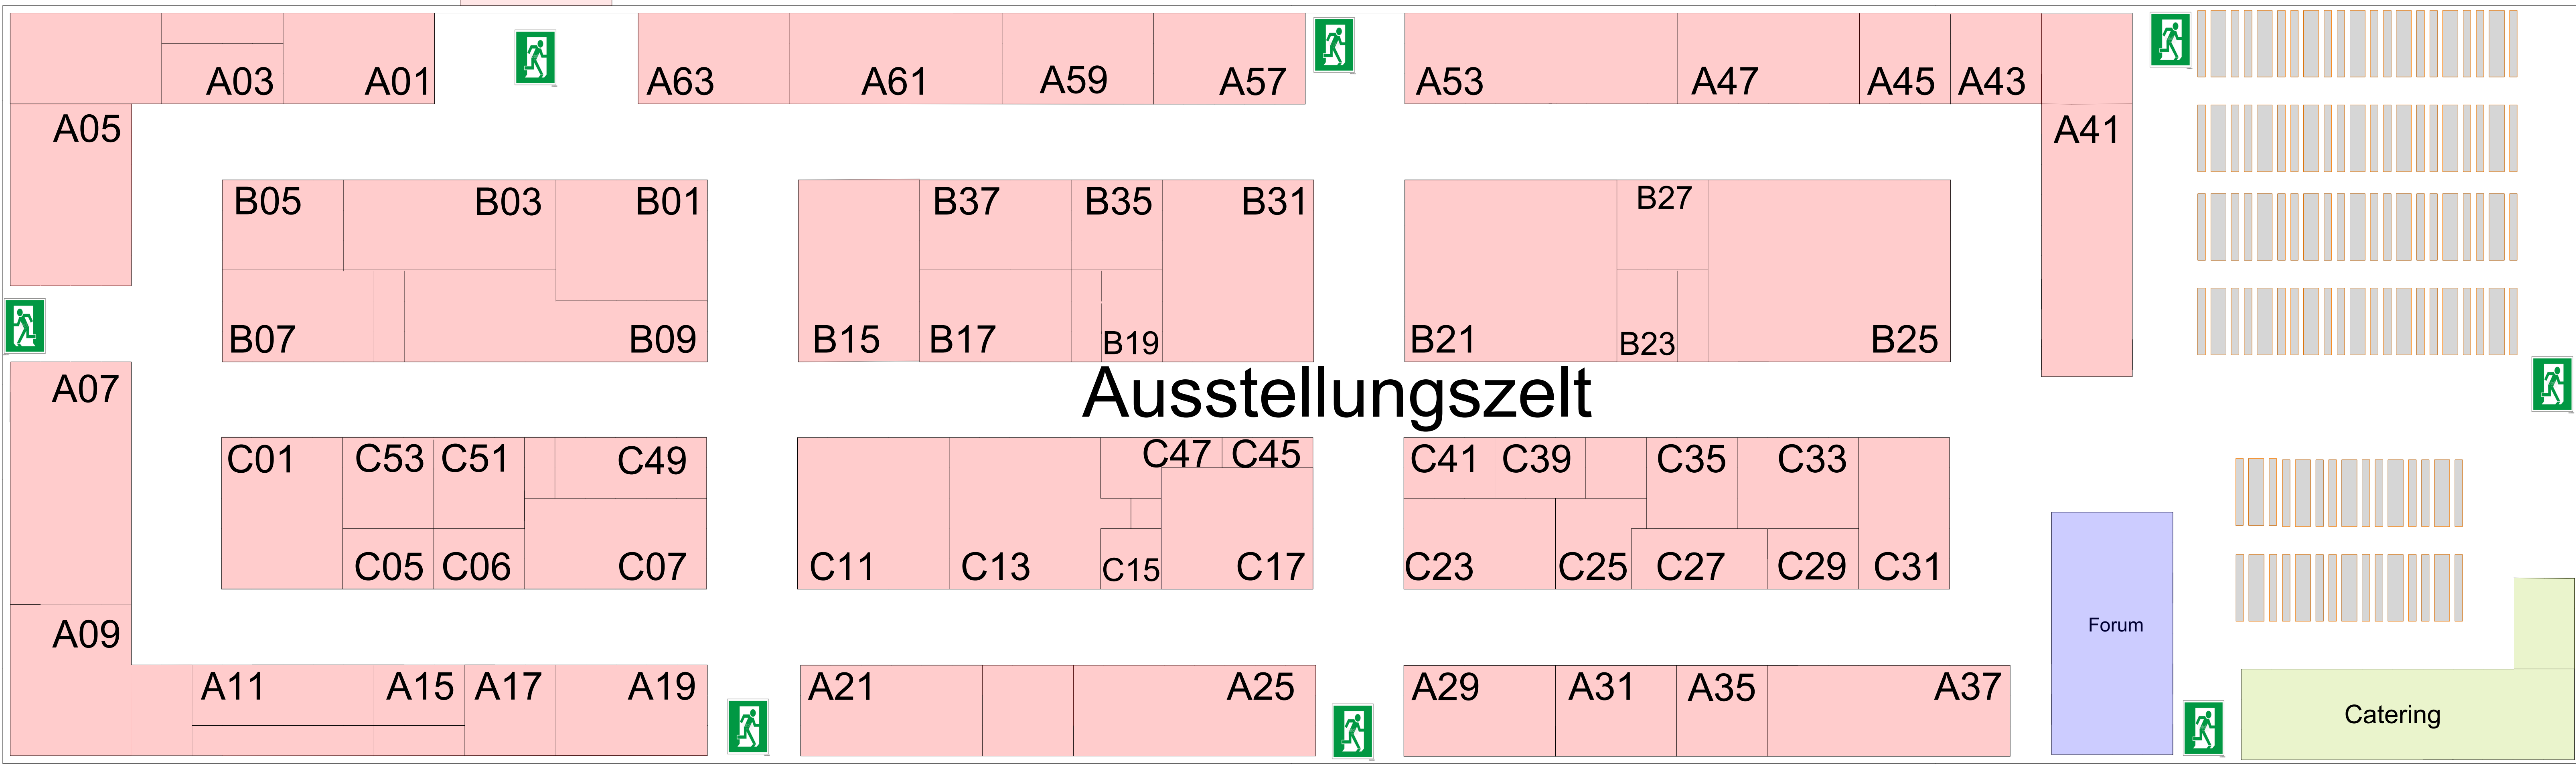 A03 A01 A63 A61 A59 A57 A53 A47 A45 A43
A05 A41
B05 B03 B01 B37 B35 B31 B27
B07 B09 B15 B17 B19 B21 B23 B25
Ausstellungszelt
A07
C01 C53 C51 C49 C47 C45 C41 C39 C35 C33
C05 C06 C07 C11 C13 C15 C17 C23 C25 C27 C29 C31
A09 Forum
A11 A15 A17 A19 A21 A25 A29 A31 A35 A37
Catering